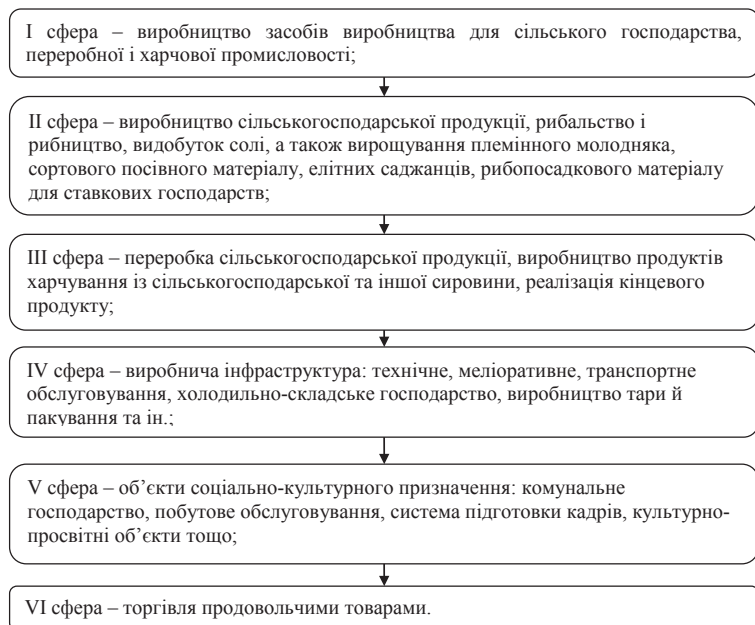 І сфера – виробництво засобів виробництва для сільського господарства,
переробної і харчової промисловості;
ІІ сфера – виробництво сільськогосподарської продукції, рибальство і
рибництво, видобуток солі, а також вирощування племінного молодняка,
сортового посівного матеріалу, елітних саджанців, рибопосадкового матеріалу
для ставкових господарств;
ІІІ сфера – переробка сільськогосподарської продукції, виробництво продуктів
харчування із сільськогосподарської та іншої сировини, реалізація кінцевого
продукту;
IV сфера – виробнича інфраструктура: технічне, меліоративне, транспортне
обслуговування, холодильно-складське господарство, виробництво тари й
пакування та ін.;
V сфера – об’єкти соціально-культурного призначення: комунальне
господарство, побутове обслуговування, система підготовки кадрів, культурно-
просвітні об’єкти тощо;
VI сфера – торгівля продовольчими товарами.